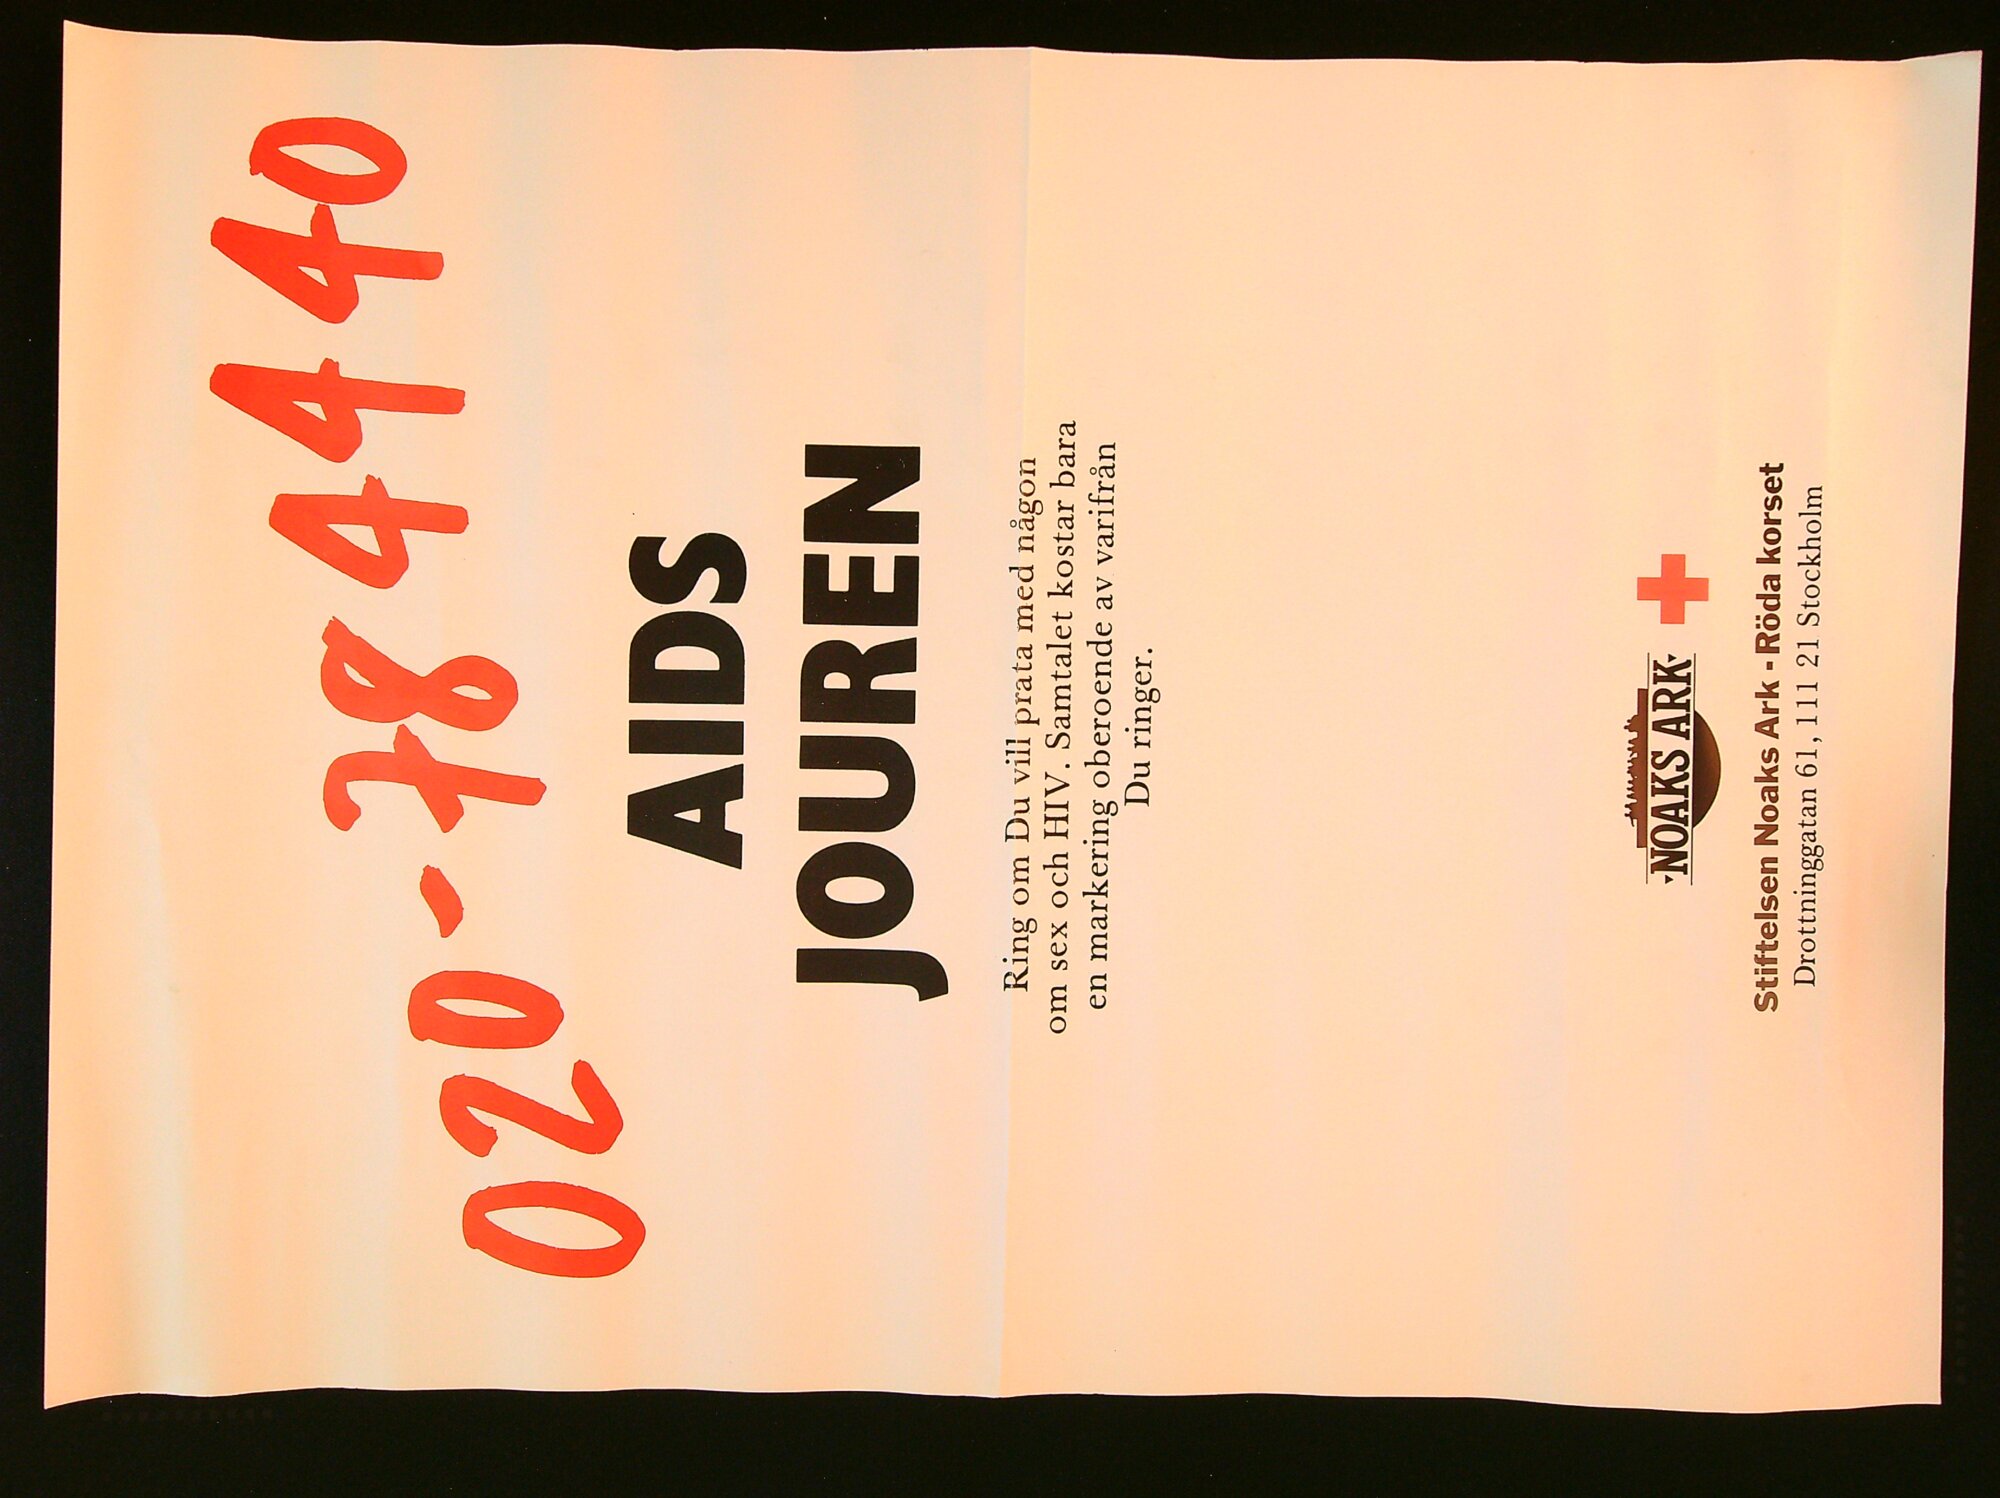 020-78 44 40
AIDS
JOUREN
Ring om Du vill prata med någon
om sex och HIV. Samtalet kostar bara
en markering oberoende av varifrån
Du ringer.
NOAKS ARK
Stiftelsen Noaks Ark - Röda korset
Drottninggatan 61, 111 21 Stockholm